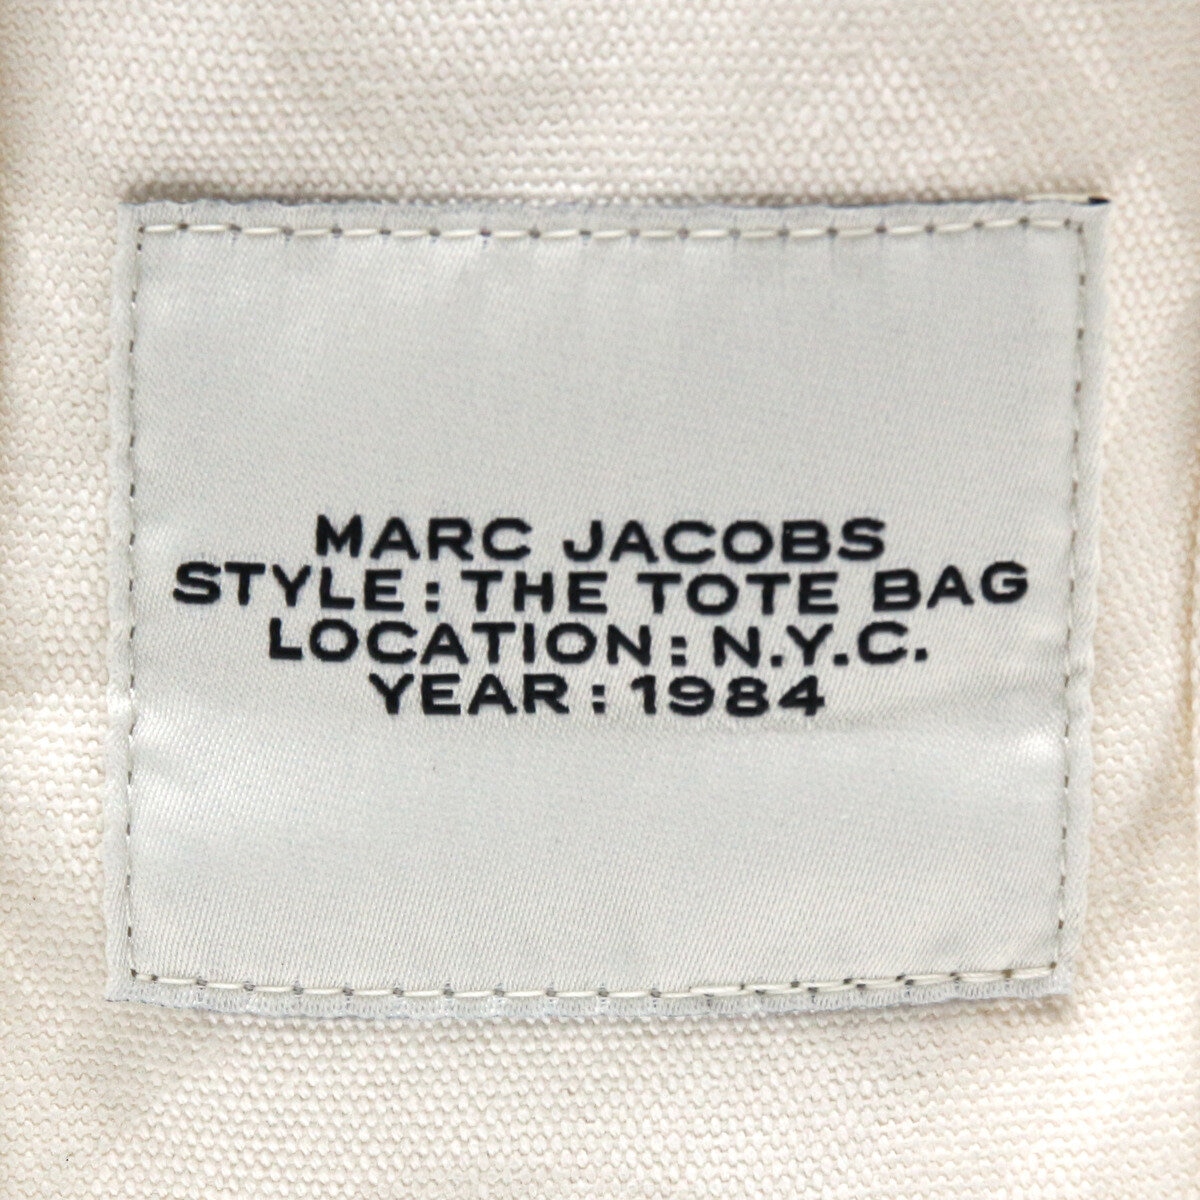 MARC JACOBS
STYLE : THE TOTE BAG
LOCATION : N.Y.C.
YEAR : 1984